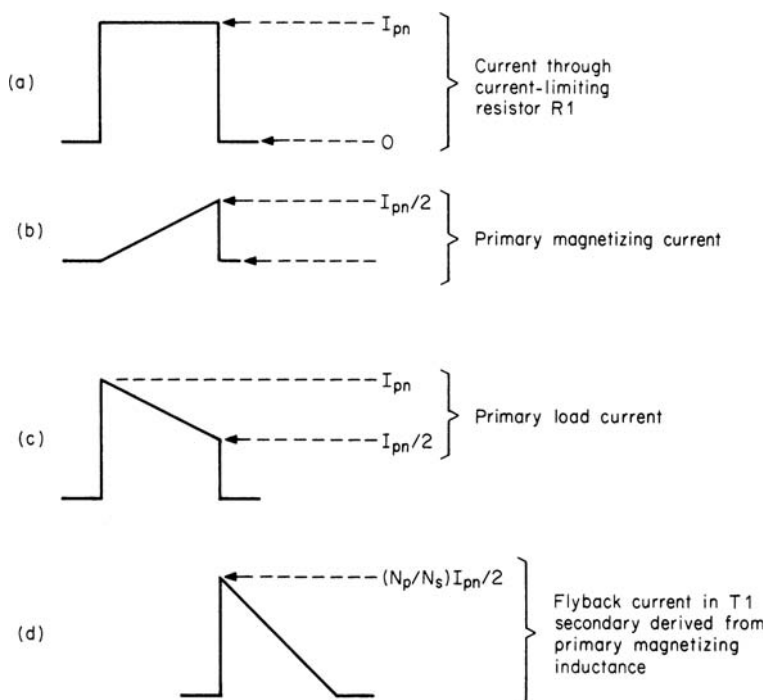 (a)
I_pn
0
Current through
current-limiting
resistor R1
(b)
I_pn/2
Primary magnetizing current
(c)
I_pn
I_pn/2
Primary load current
(d)
(N_p/N_s)I_pn/2
Flyback current in T1
secondary derived from
primary magnetizing
inductance